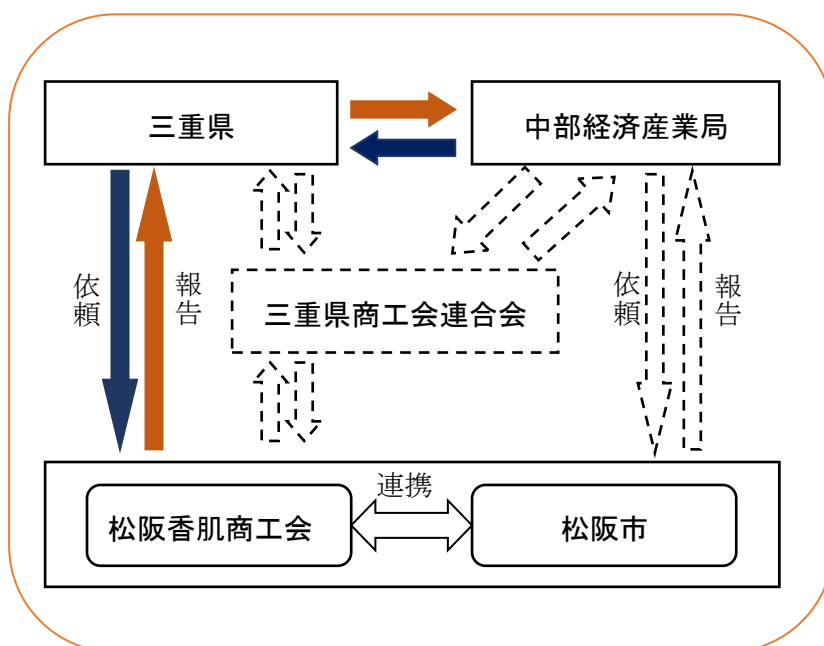 三重県
中部経済産業局
依頼
報告
三重県商工会連合会
依頼
報告
連携
松阪香肌商工会
松阪市